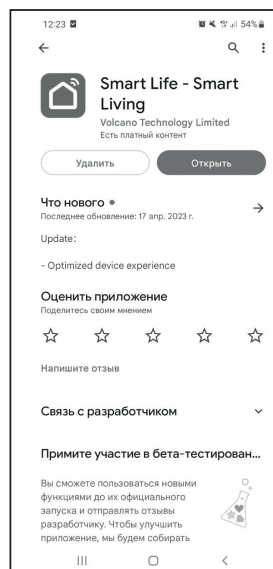 12:23 54%
Smart Life - Smart
Living
Volcano Technology Limited
Есть платный контент
Удалить Открыть
Что нового
Последнее обновление: 17 апр. 2023 г.
Update:
- Optimized device experience
Оценить приложение
Поделитесь своим мнением
Напишите отзыв
Связь с разработчиком
Примите участие в бета-тестирован...
Вы сможете пользоваться новыми
функциями до их официального
запуска и отправлять отзывы
разработчику. Чтобы улучшить
приложение, мы будем собирать